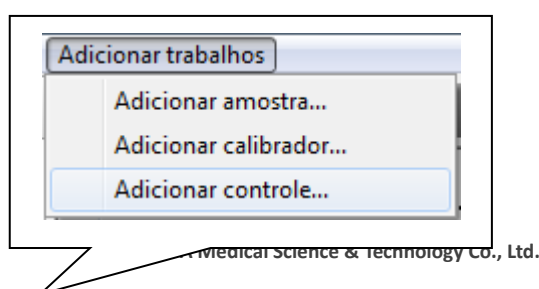 Adicionar trabalhos
Adicionar amostra...
Adicionar calibrador...
Adicionar controle...
Medical Science & Technology Co., Ltd.